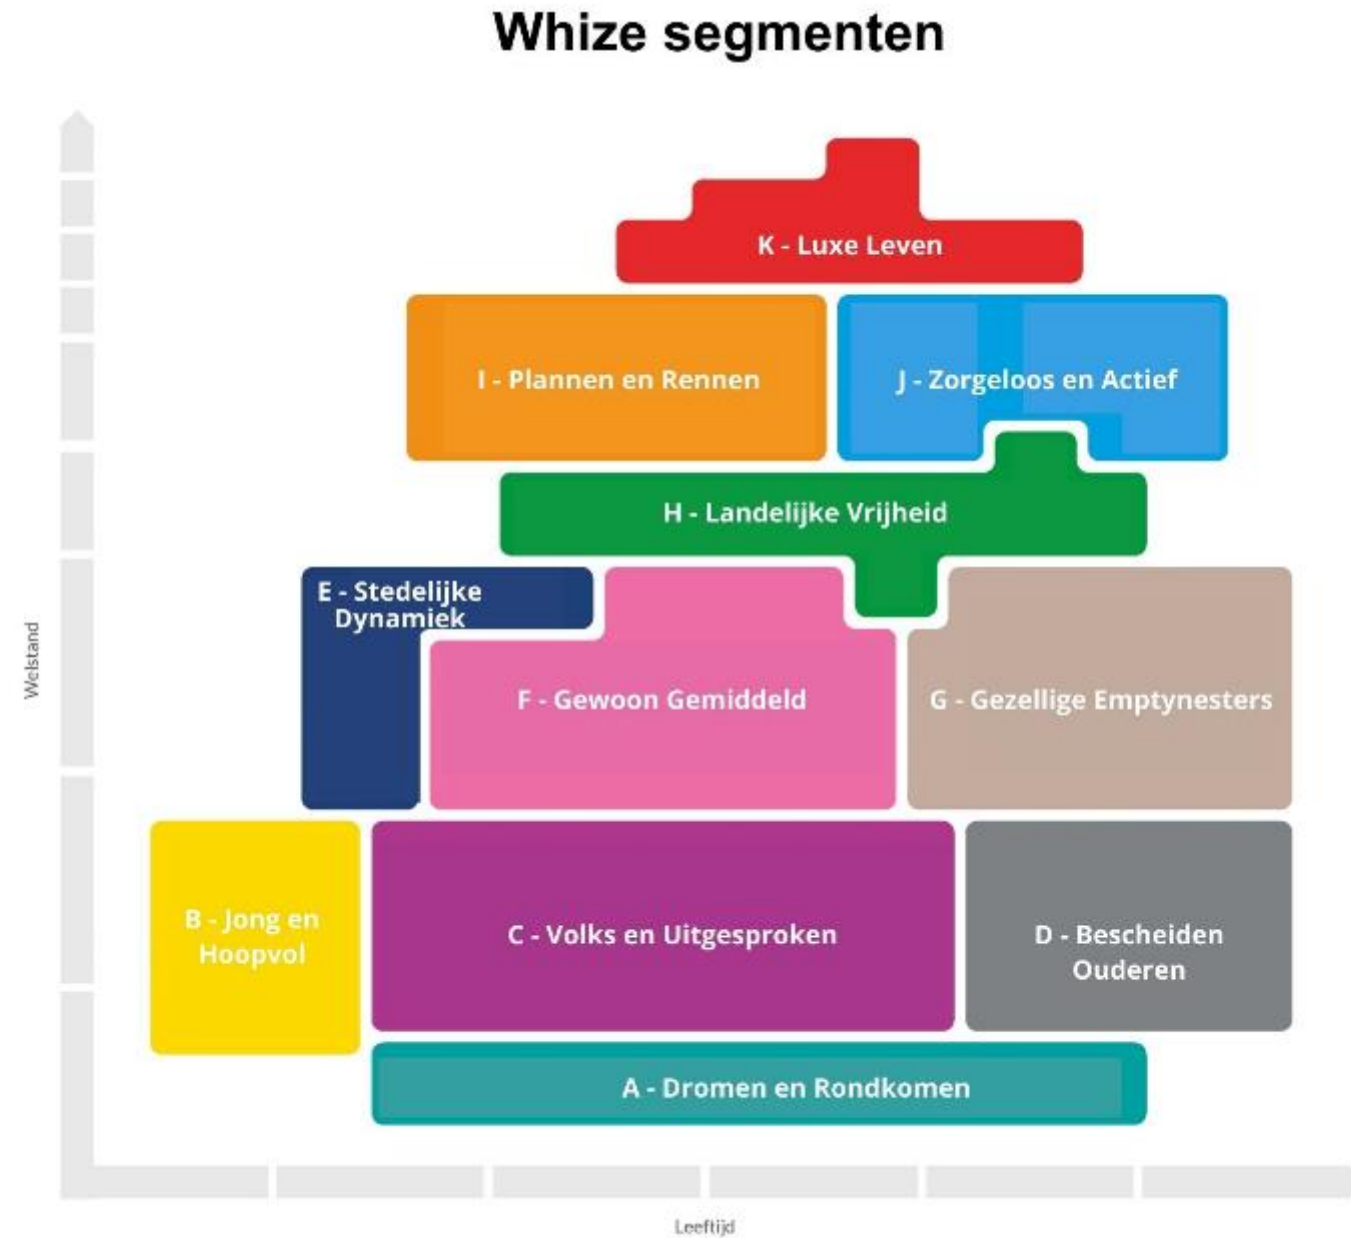 Whize segmenten
K - Luxe Leven
I - Plannen en Rennen
J - Zorgeloos en Actief
H - Landelijke Vrijheid
E - Stedelijke
Dynamiek
F - Gewoon Gemiddeld
G - Gezellige Emptynesters
B - Jong en
Hoopvol
C - Volks en Uitgesproken
D - Bescheiden
Ouderen
A - Dromen en Rondkomen
Welstand
Leeftijd